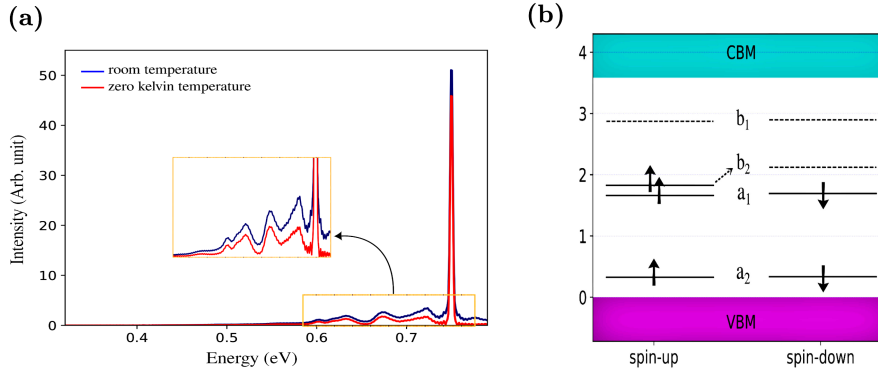 (a)
room temperature
zero kelvin temperature
50
40
30
20
10
0
Intensity (Arb. unit)
0.4
0.5
0.6
0.7
Energy (eV)
(b)
4
3
2
1
0
CBM
b₁
b₂
a₁
a₂
VBM
spin-up
spin-down